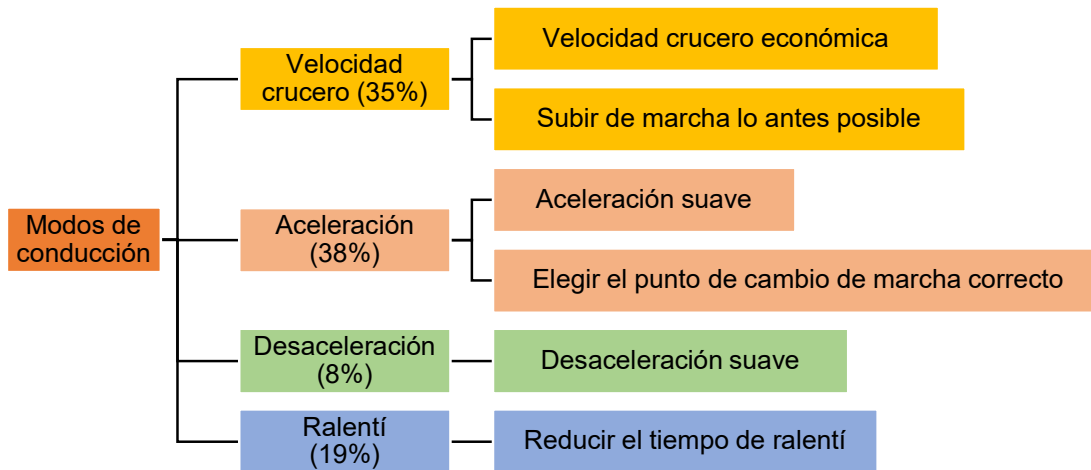 Modos de
conducción
Velocidad
crucero (35%)
Velocidad crucero económica
Subir de marcha lo antes posible
Aceleración
(38%)
Aceleración suave
Elegir el punto de cambio de marcha correcto
Desaceleración
(8%)
Desaceleración suave
Ralentí
(19%)
Reducir el tiempo de ralentí